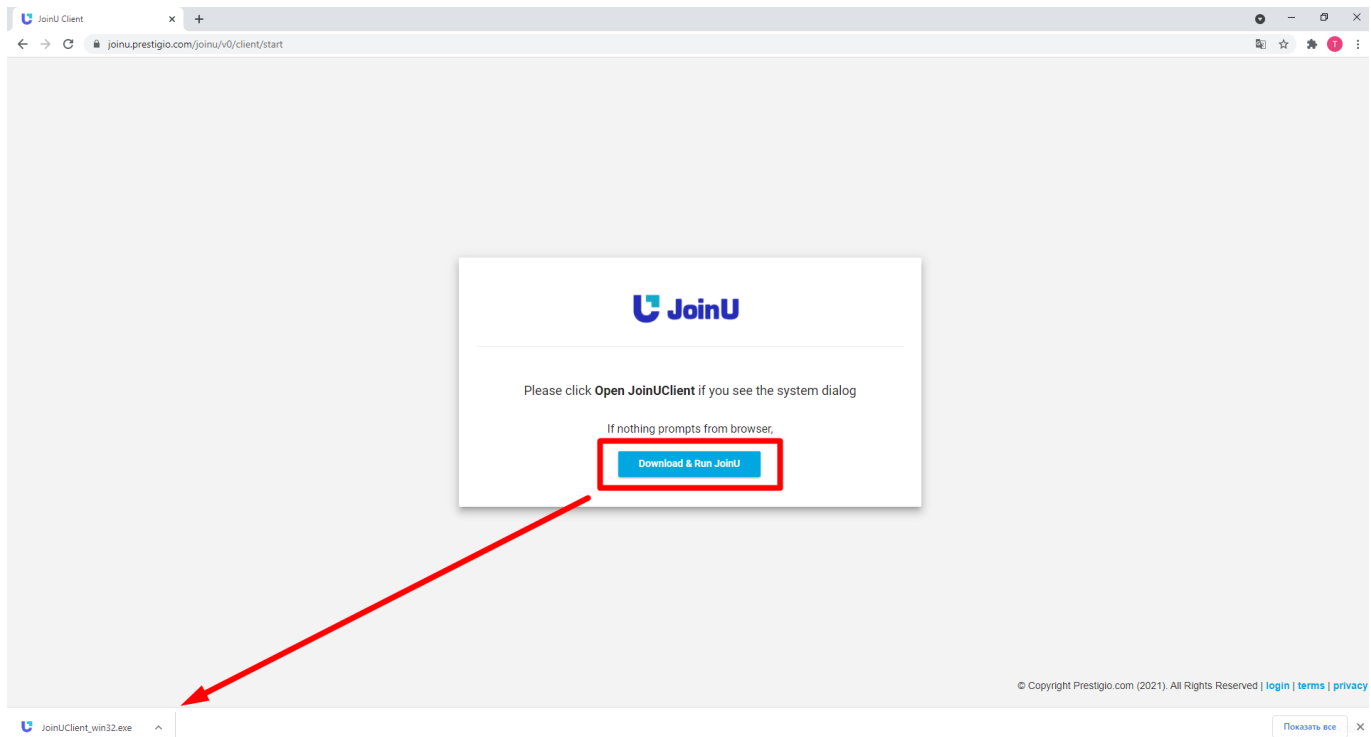 JoinU Client
joinu.prestigio.com/joinu/v0/client/start
T
JoinU
Please click Open JoinUClient if you see the system dialog
If nothing prompts from browser,
Download & Run JoinU
© Copyright Prestigio.com (2021). All Rights Reserved | login | terms | privacy
JoinUClient_win32.exe
Показать все